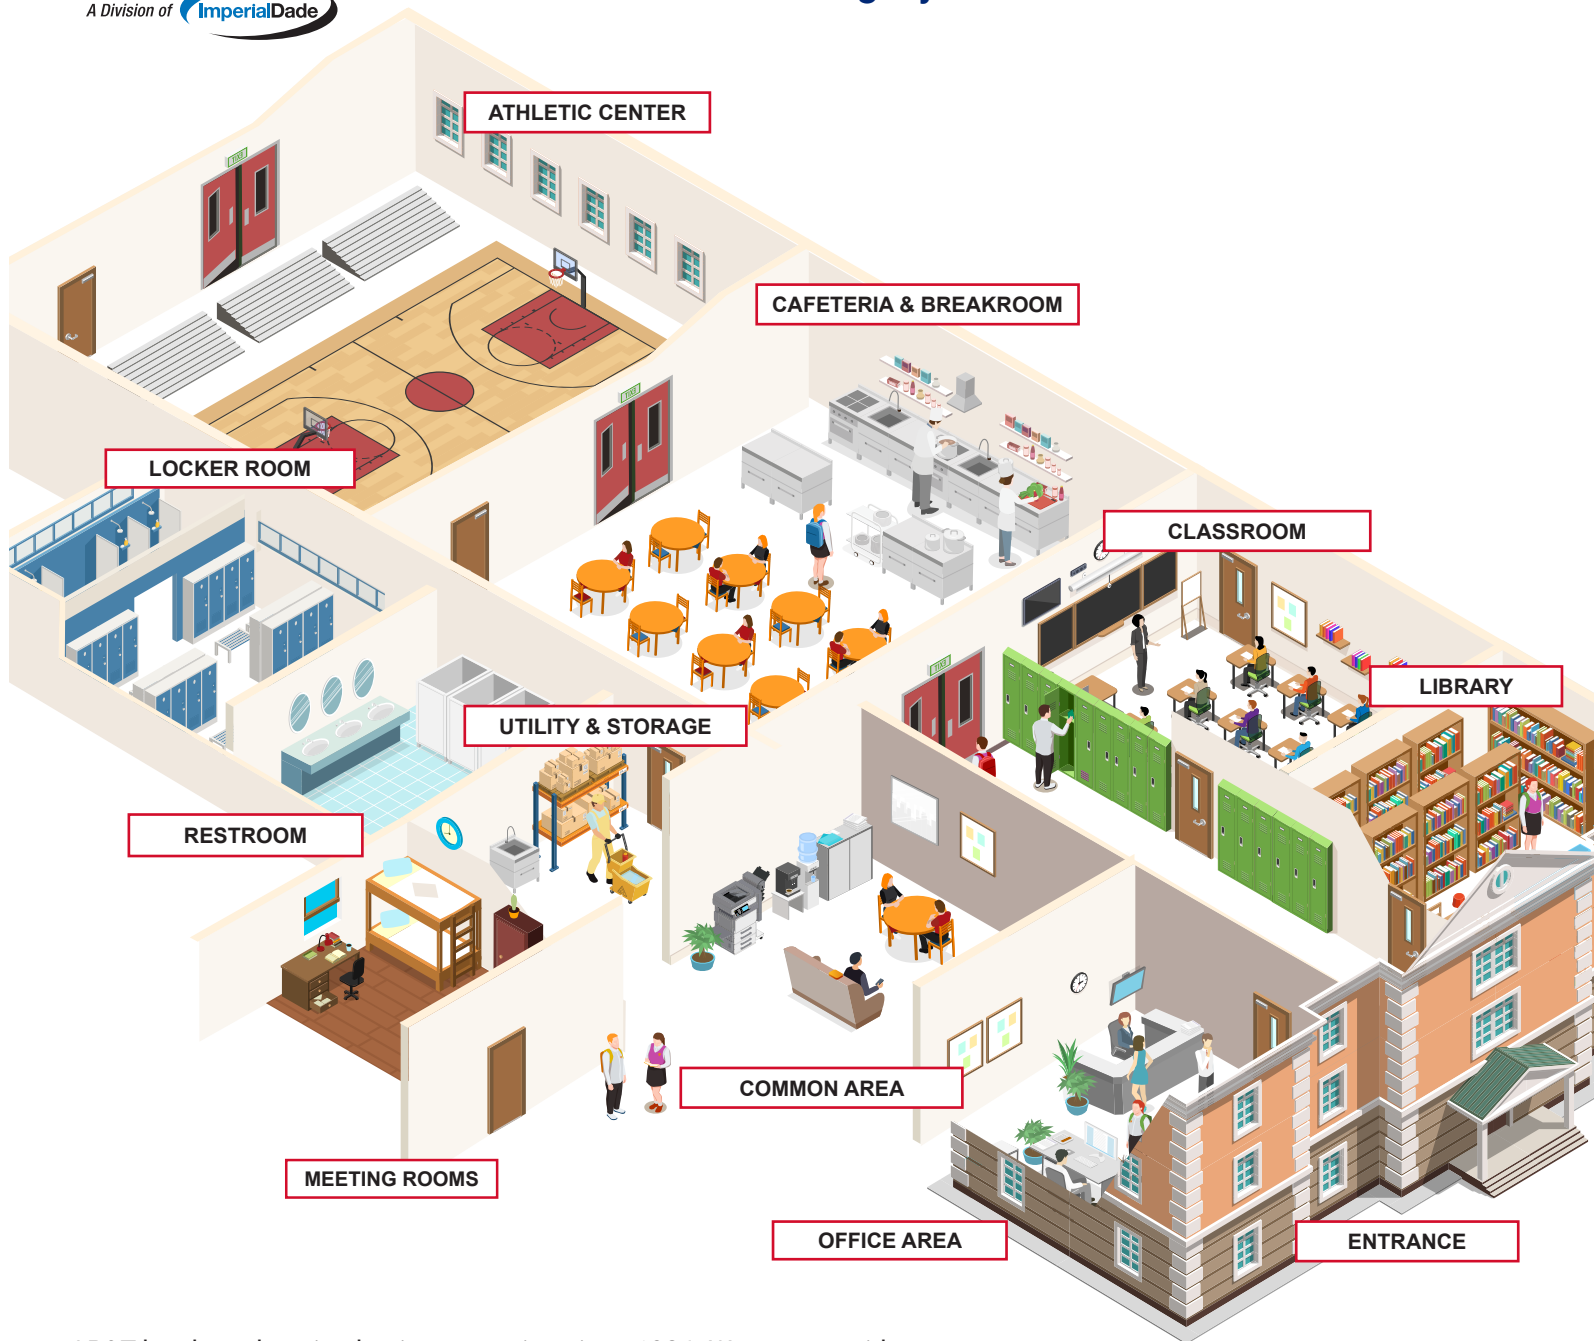 A Division of ImperialDade
ATHLETIC CENTER
CAFETERIA & BREAKROOM
LOCKER ROOM
CLASSROOM
LIBRARY
UTILITY & STORAGE
RESTROOM
COMMON AREA
MEETING ROOMS
OFFICE AREA
ENTRANCE